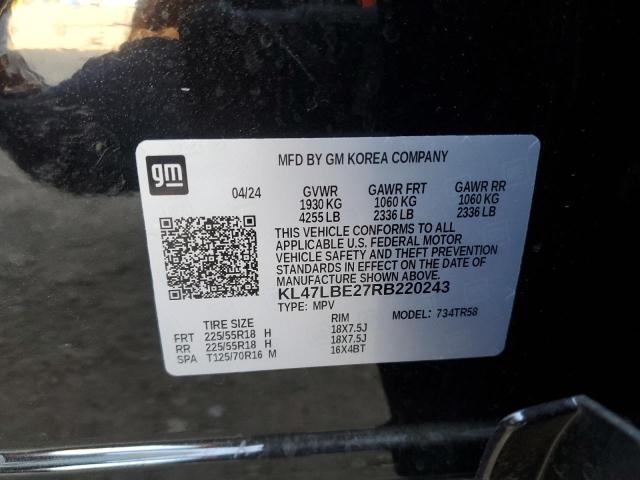 gm
MFD BY GM KOREA COMPANY
04/24 GVWR GAWR FRT GAWR RR
1930 KG 1060 KG 1060 KG
4255 LB 2336 LB 2336 LB
THIS VEHICLE CONFORMS TO ALL
APPLICABLE U.S. FEDERAL MOTOR
VEHICLE SAFETY AND THEFT PREVENTION
STANDARDS IN EFFECT ON THE DATE OF
MANUFACTURE SHOWN ABOVE.
KL47LBE27RB220243
TYPE: MPV MODEL: 734TR58
TIRE SIZE RIM
FRT 225/55R18 H 18X7.5J
RR 225/55R18 H 18X7.5J
SPA T125/70R16 M 16X4BT